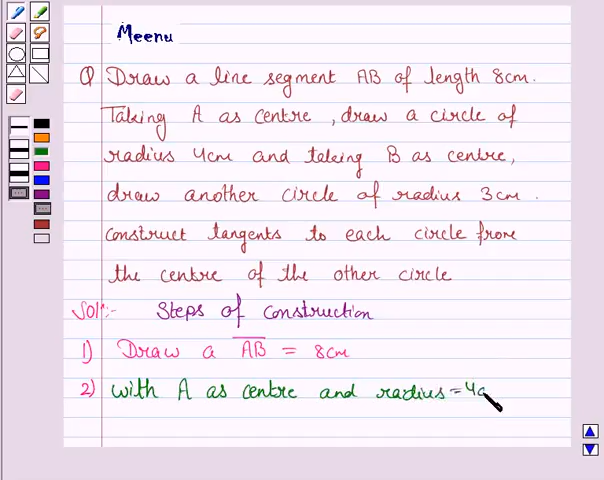 Meenu
Q Draw a line segment AB of length 8cm.
Taking A as centre, draw a circle of
radius 4cm and taking B as centre,
draw another circle of radius 3cm.
Construct tangents to each circle from
the centre of the other circle
Sol:- Steps of Construction
1) Draw a AB = 8cm
2) with A as centre and radius = 4c